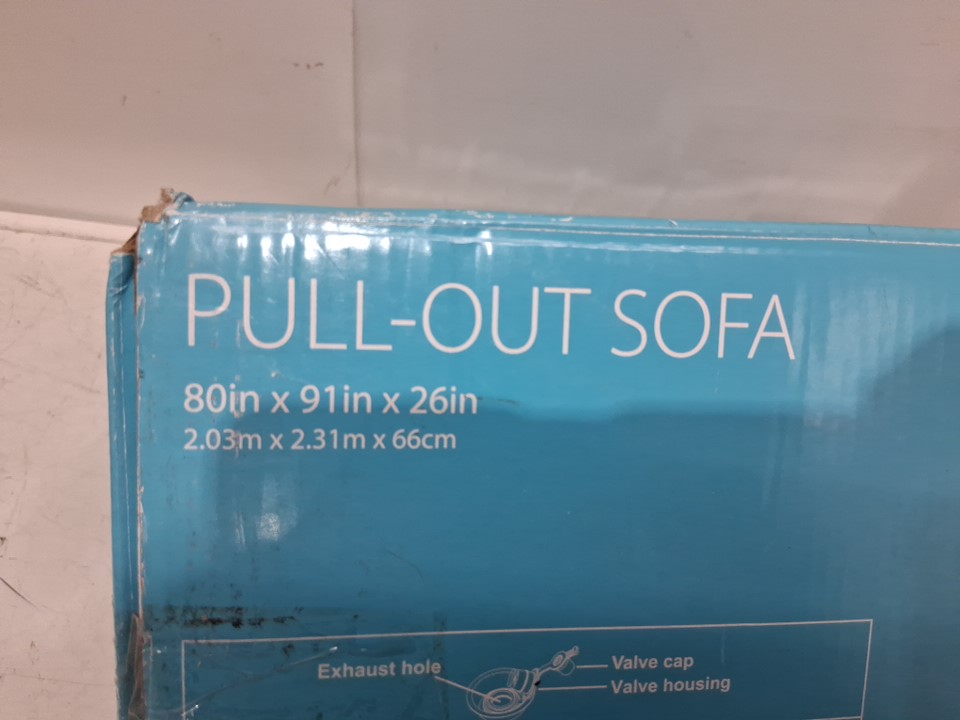 PULL-OUT SOFA
80in x 91in x 26in
2.03m x 2.31m x 66cm
Exhaust hole
Valve cap
Valve housing